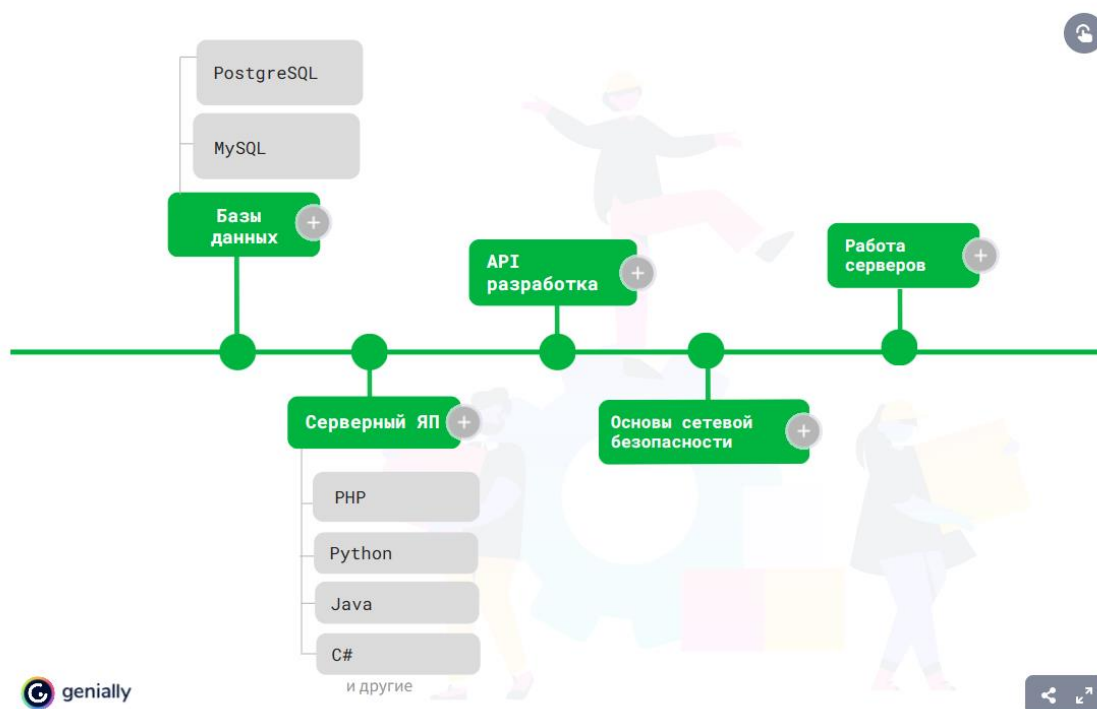 PostgreSQL
MySQL
Базы
данных
API
разработка
Работа
серверов
Серверный ЯП
Основы сетевой
безопасности
PHP
Python
Java
C#
и другие
genially